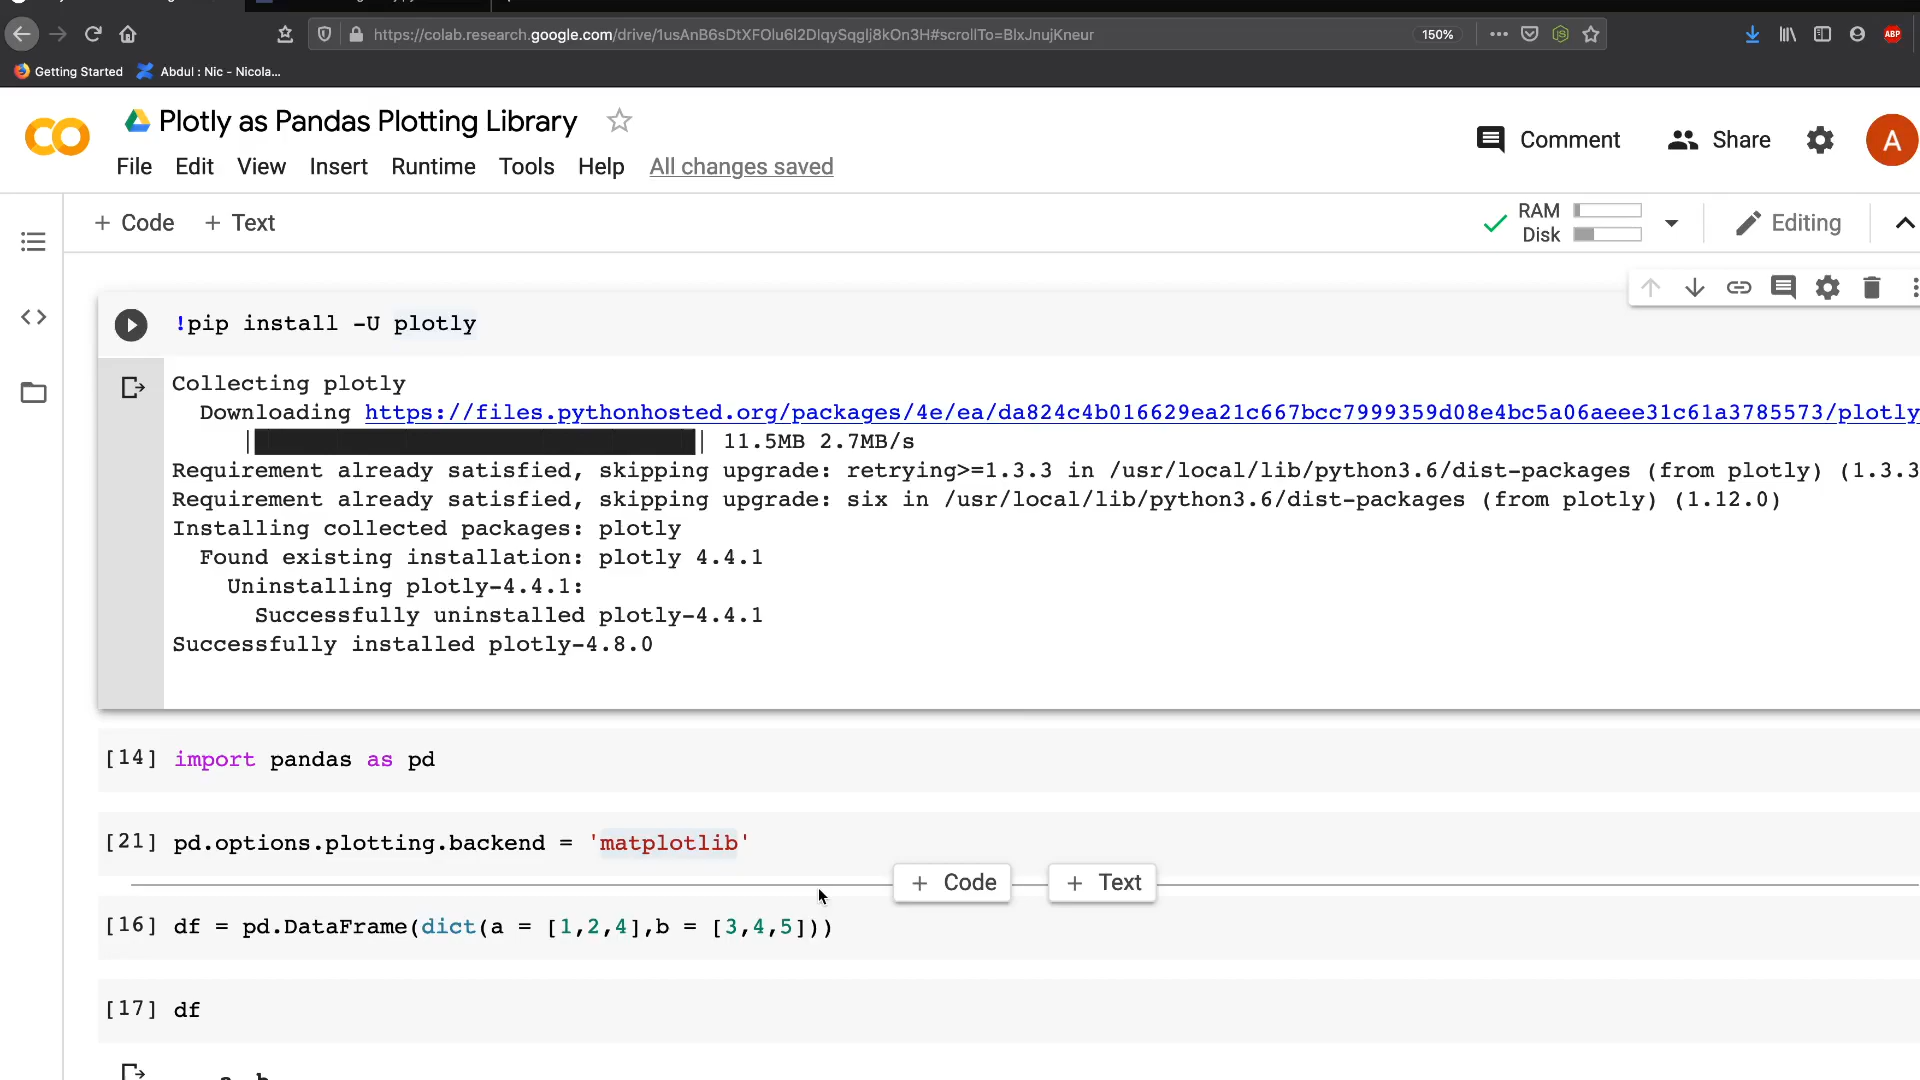 https://colab.research.google.com/drive/1usAnB6sDtXFOlu6I2DlqySqglj8kOn3H#scrollTo=BlxJnujKneur
150%
ABP
Getting Started
Abdul : Nic - Nicola...
Plotly as Pandas Plotting Library
Comment
Share
A
File Edit View Insert Runtime Tools Help All changes saved
+ Code + Text
RAM
Disk
Editing
!pip install -U plotly
Collecting plotly
Downloading https://files.pythonhosted.org/packages/4e/ea/da824c4b016629ea21c667bcc7999359d08e4bc5a06aeee31c61a3785573/plotly
| | 11.5MB 2.7MB/s
Requirement already satisfied, skipping upgrade: retrying>=1.3.3 in /usr/local/lib/python3.6/dist-packages (from plotly) (1.3.3
Requirement already satisfied, skipping upgrade: six in /usr/local/lib/python3.6/dist-packages (from plotly) (1.12.0)
Installing collected packages: plotly
Found existing installation: plotly 4.4.1
Uninstalling plotly-4.4.1:
Successfully uninstalled plotly-4.4.1
Successfully installed plotly-4.8.0
[14] import pandas as pd
[21] pd.options.plotting.backend = 'matplotlib'
+ Code + Text
[16] df = pd.DataFrame(dict(a = [1,2,4],b = [3,4,5]))
[17] df
a b